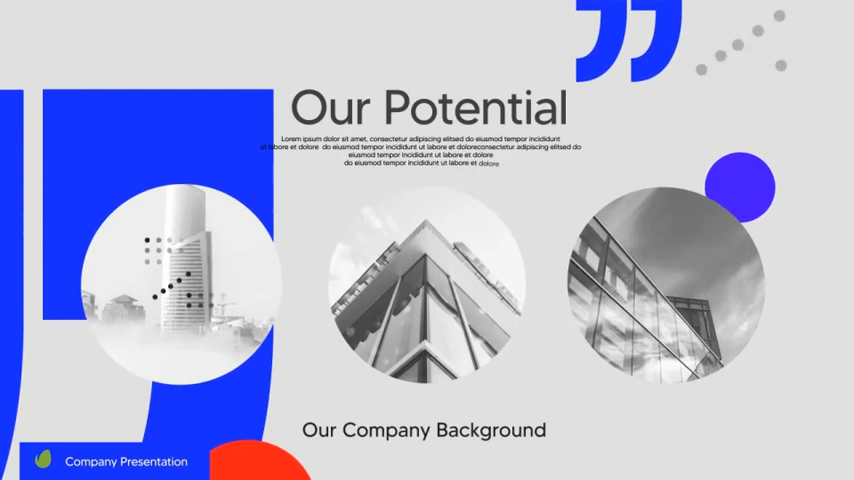 Our Potential
Lorem ipsum dolor sit amet, consectetur adipiscing elitsed do eiusmod tempor incididunt
ut labore et dolore do eiusmod tempor incididunt ut labore et doloreconsectetur adipiscing elitsed do
eiusmod tempor incididunt ut labore et dolore
do eiusmod tempor incididunt ut labore et dolore
Our Company Background
Company Presentation